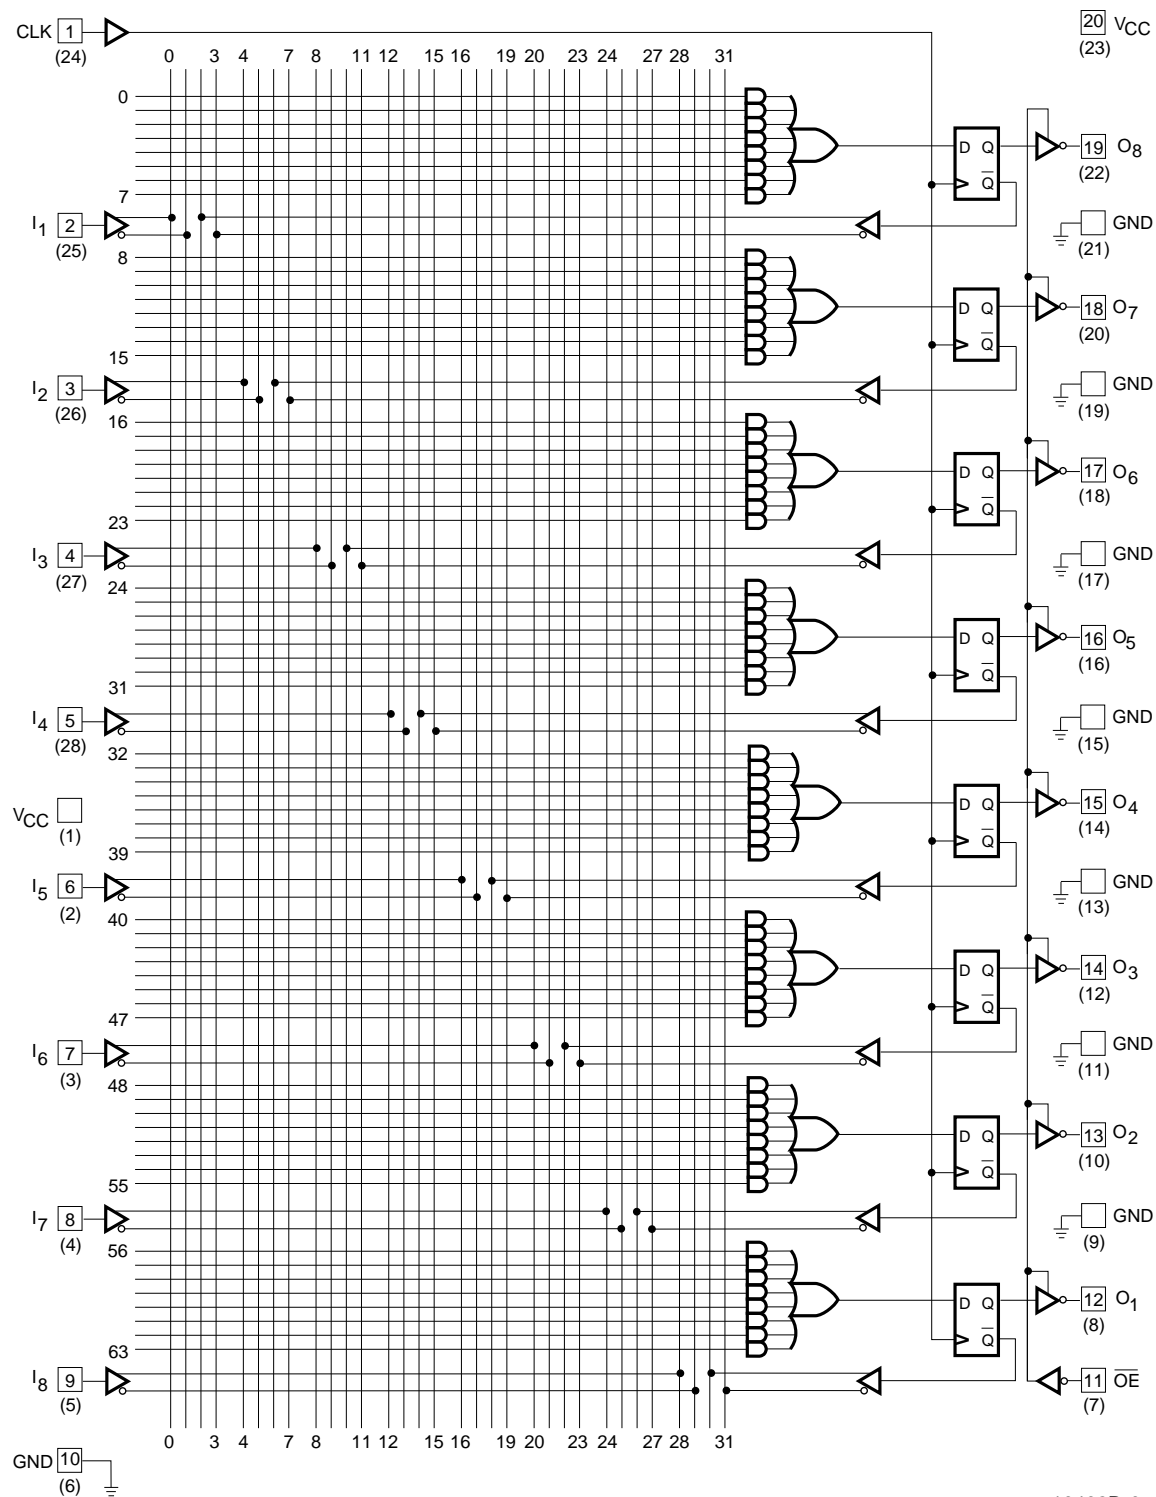 CLK 1 20 VCC
(24) 0 3 4 7 8 11 12 15 16 19 20 23 24 27 28 31 (23)
0
D Q 19 O8
Q (22)
7
I1 2 GND
(25) (21)
8
D Q 18 O7
Q (20)
15
I2 3 GND
(26) (19)
16
D Q 17 O6
Q (18)
23
I3 4 GND
(27) (17)
24
D Q 16 O5
Q (16)
31
I4 5 GND
(28) (15)
32
D Q 15 O4
VCC
(1) Q (14)
39
I5 6 GND
(2) (13)
40
D Q 14 O3
Q (12)
47
I6 7 GND
(3) (11)
48
D Q 13 O2
Q (10)
55
I7 8 GND
(4) (9)
56
D Q 12 O1
Q (8)
63
I8 9 11 OE
(5) (7)
0 3 4 7 8 11 12 15 16 19 20 23 24 27 28 31
GND 10
(6)